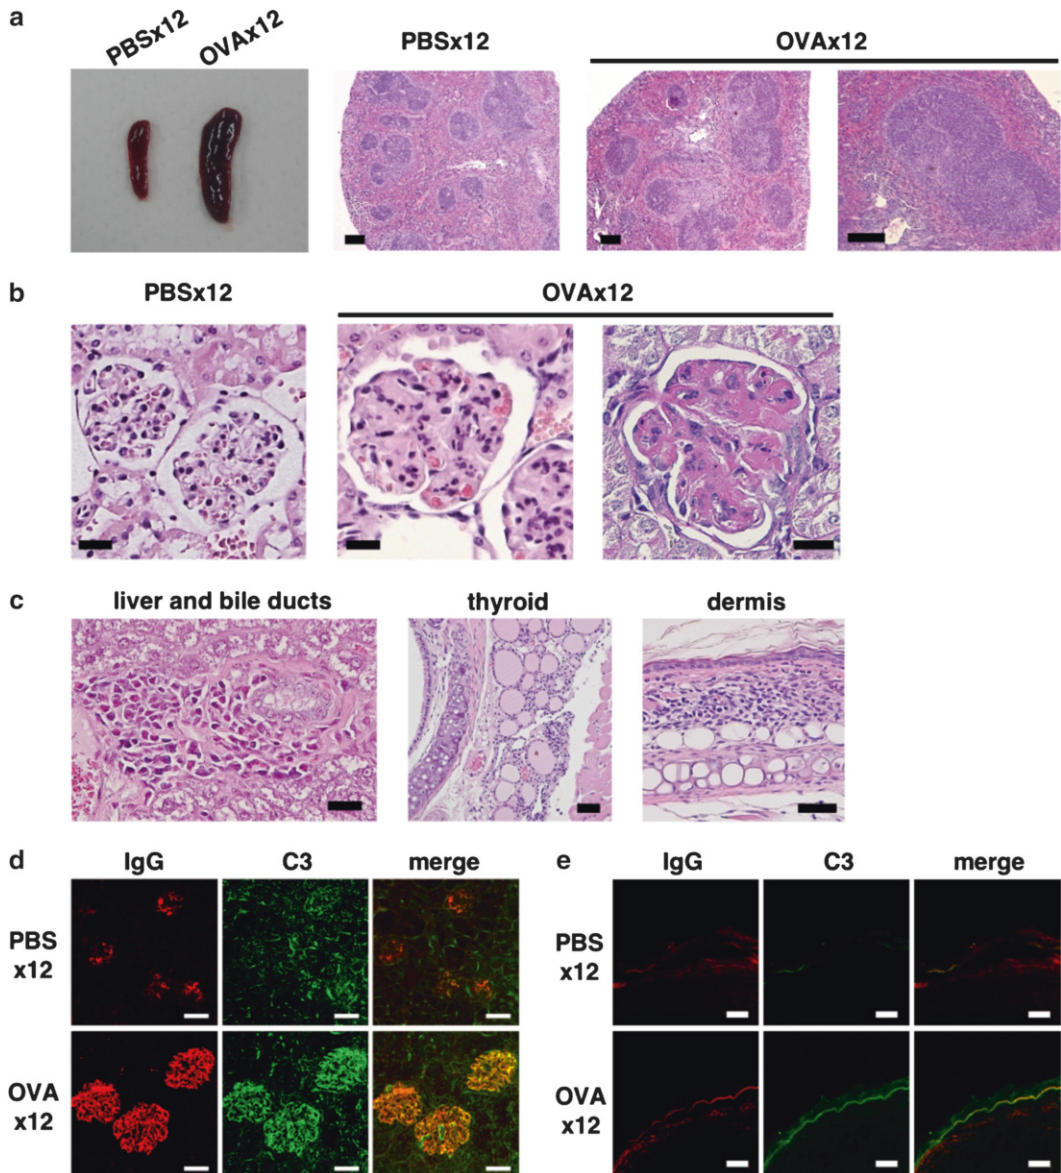 a
PBSx12 OVAx12 PBSx12 OVAx12
b
PBSx12 OVAx12
c
liver and bile ducts thyroid dermis
d
IgG C3 merge
PBS
x12
OVA
x12
e
IgG C3 merge
PBS
x12
OVA
x12